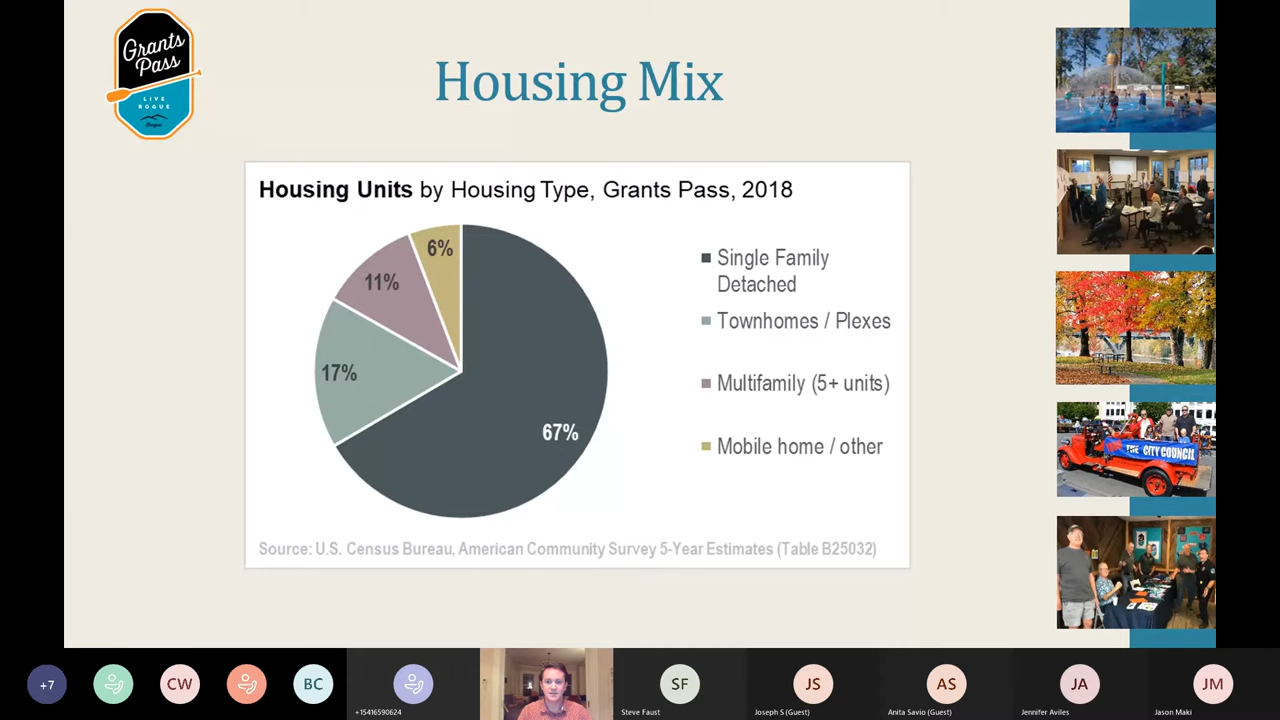 Grants
Pass
LIVE
ROGUE
Oregon
Housing Mix
Housing Units by Housing Type, Grants Pass, 2018
6%
11%
17%
67%
Single Family
Detached
Townhomes / Plexes
Multifamily (5+ units)
Mobile home / other
Source: U.S. Census Bureau, American Community Survey 5-Year Estimates (Table B25032)
THE CITY COUNCIL
+7
CW
BC
+15416590624
SF
Steve Faust
JS
Joseph S (Guest)
AS
Anita Savio (Guest)
JA
Jennifer Aviles
JM
Jason Maki